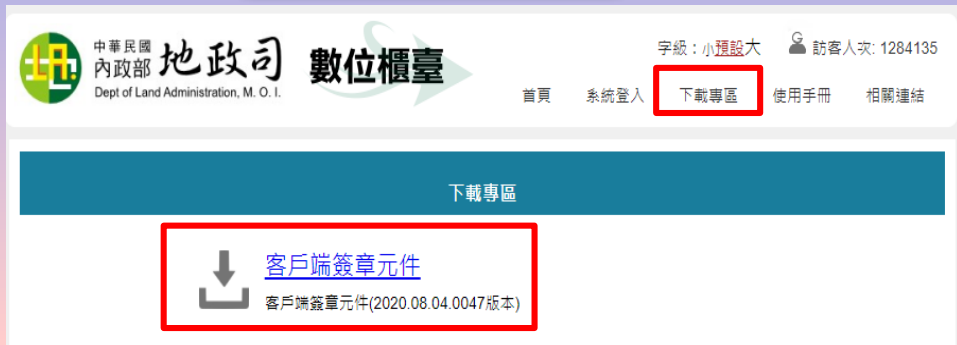 中華民國
內政部 地政司
Dept of Land Administration, M. O. I.
數位櫃臺
字級：小預設大
訪客人次: 1284135
首頁 系統登入 下載專區 使用手冊 相關連結
下載專區
客戶端簽章元件
客戶端簽章元件(2020.08.04.0047版本)